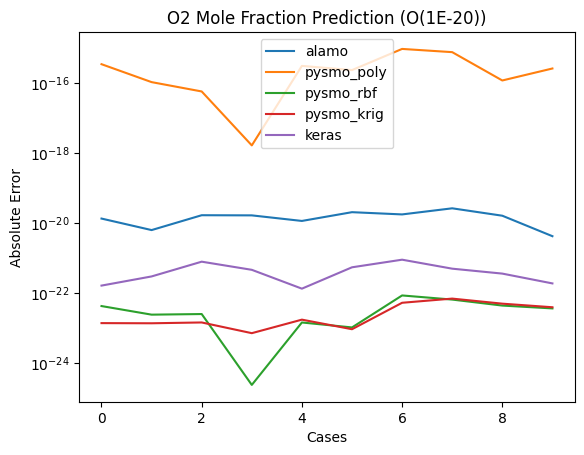 O2 Mole Fraction Prediction (O(1E-20))
alamo
pysmo_poly
pysmo_rbf
pysmo_krig
keras
Absolute Error
10⁻¹⁶
10⁻¹⁸
10⁻²⁰
10⁻²²
10⁻²⁴
0 2 4 6 8
Cases